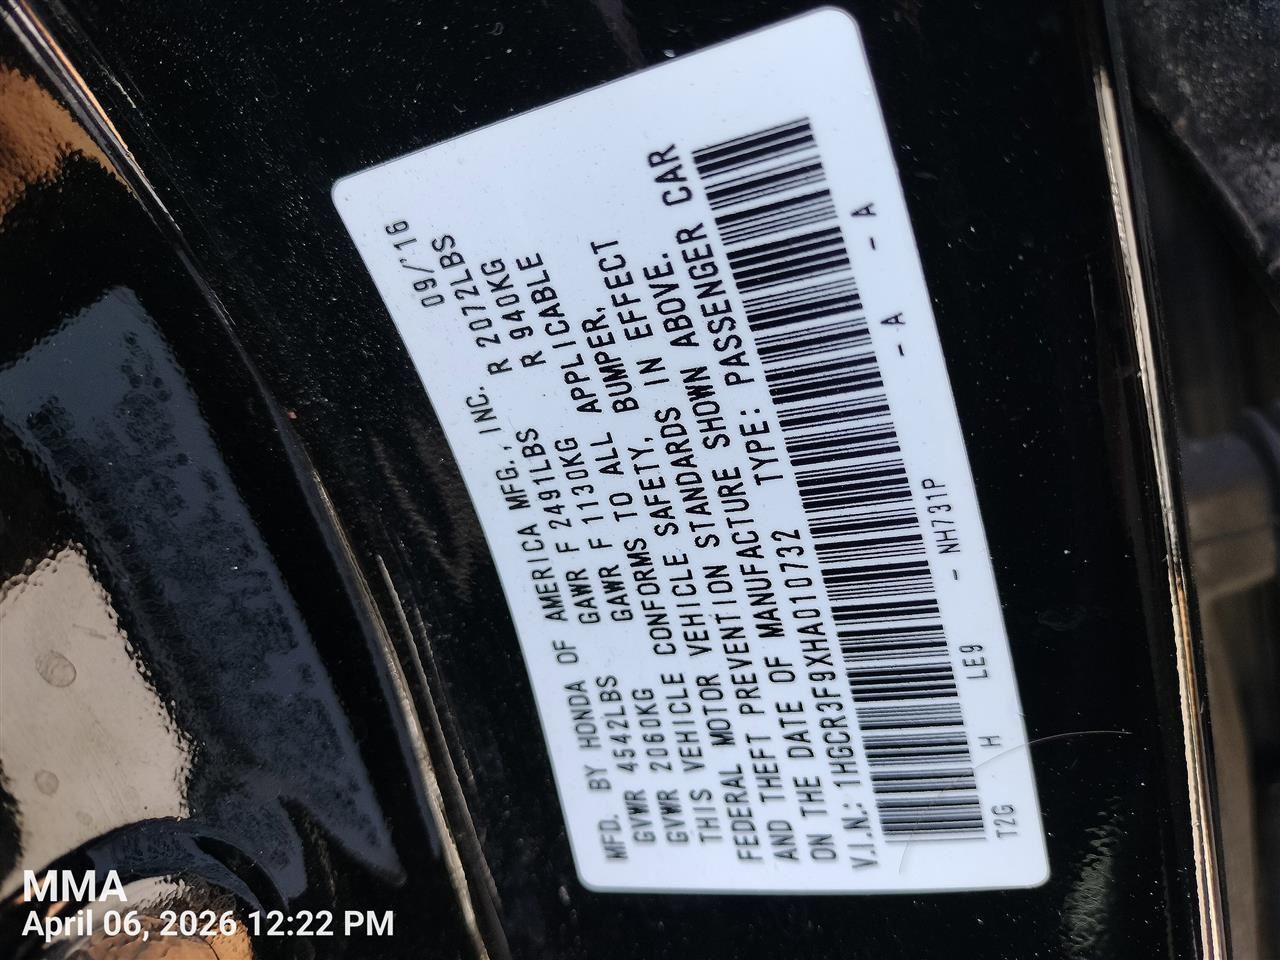 MFD. BY HONDA OF AMERICA MFG., INC. 09/'16
GVWR 4542LBS GAWR F 2491LBS R 2072LBS
GVWR 2060KG GAWR F 1130KG R 940KG
THIS VEHICLE CONFORMS TO ALL APPLICABLE
FEDERAL MOTOR VEHICLE SAFETY, BUMPER,
AND THEFT PREVENTION STANDARDS IN EFFECT
ON THE DATE OF MANUFACTURE SHOWN ABOVE.
V.I.N.: 1HGCR3F9XHA010732 TYPE: PASSENGER CAR
T2G H LE9 - NH731P - A - A
MMA
April 06, 2026 12:22 PM